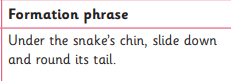 Formation phrase
Under the snake's chin, slide down
and round its tail.